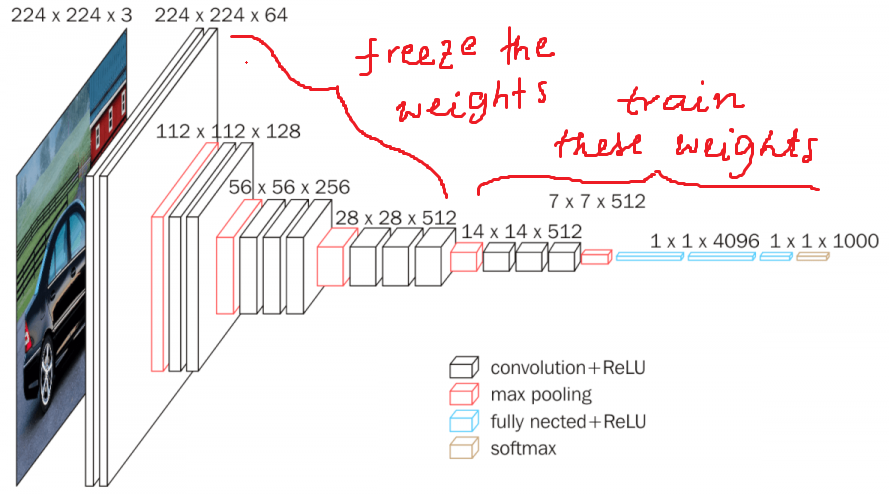 224 x 224 x 3
224 x 224 x 64
freeze the
weights
train
these weights
112 x 112 x 128
56 x 56 x 256
28 x 28 x 512
14 x 14 x 512
7 x 7 x 512
1 x 1 x 4096
1 x 1 x 1000
convolution+ReLU
max pooling
fully nected+ReLU
softmax